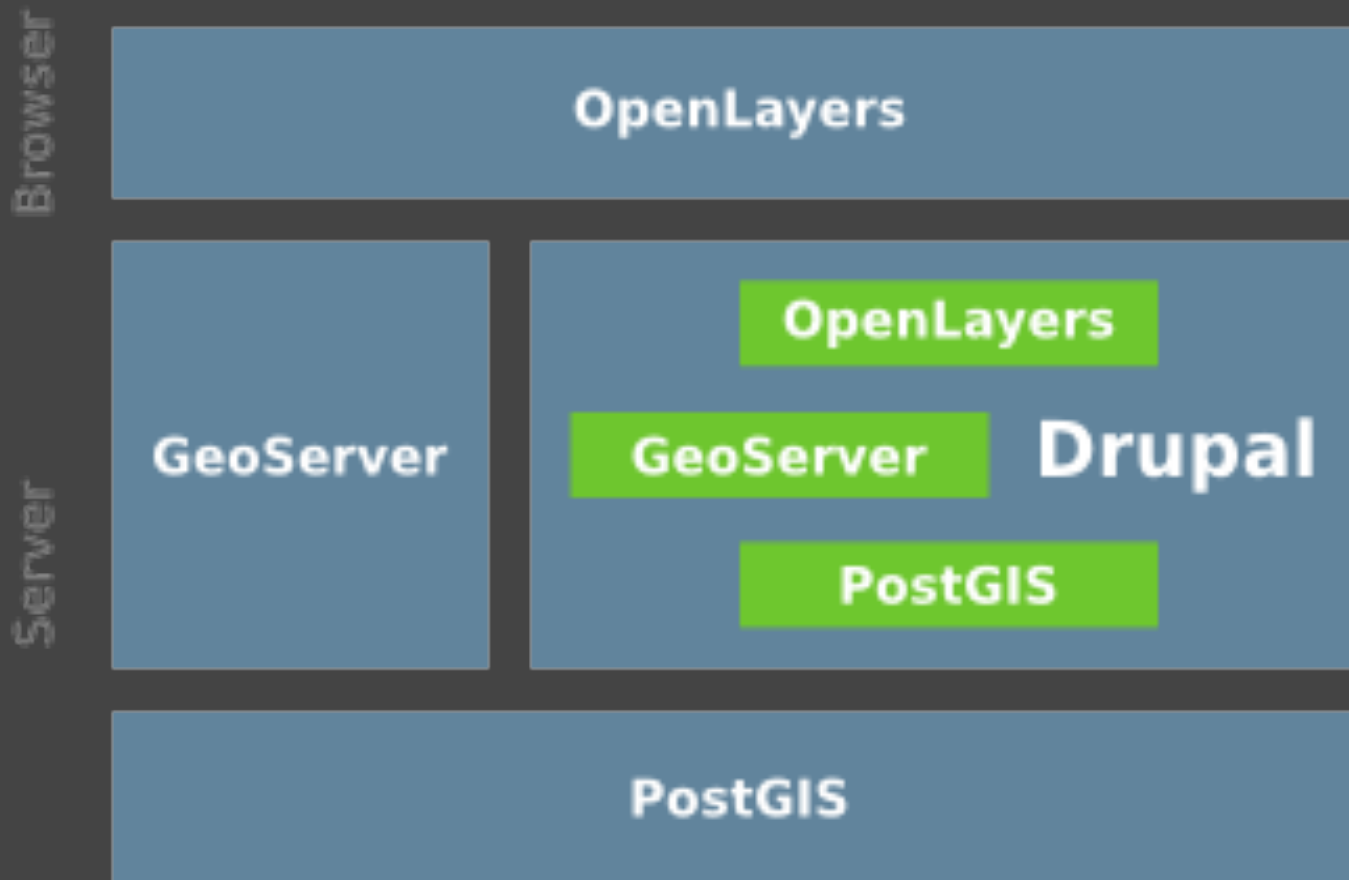 Browser
OpenLayers
Server
GeoServer
OpenLayers
GeoServer
Drupal
PostGIS
PostGIS